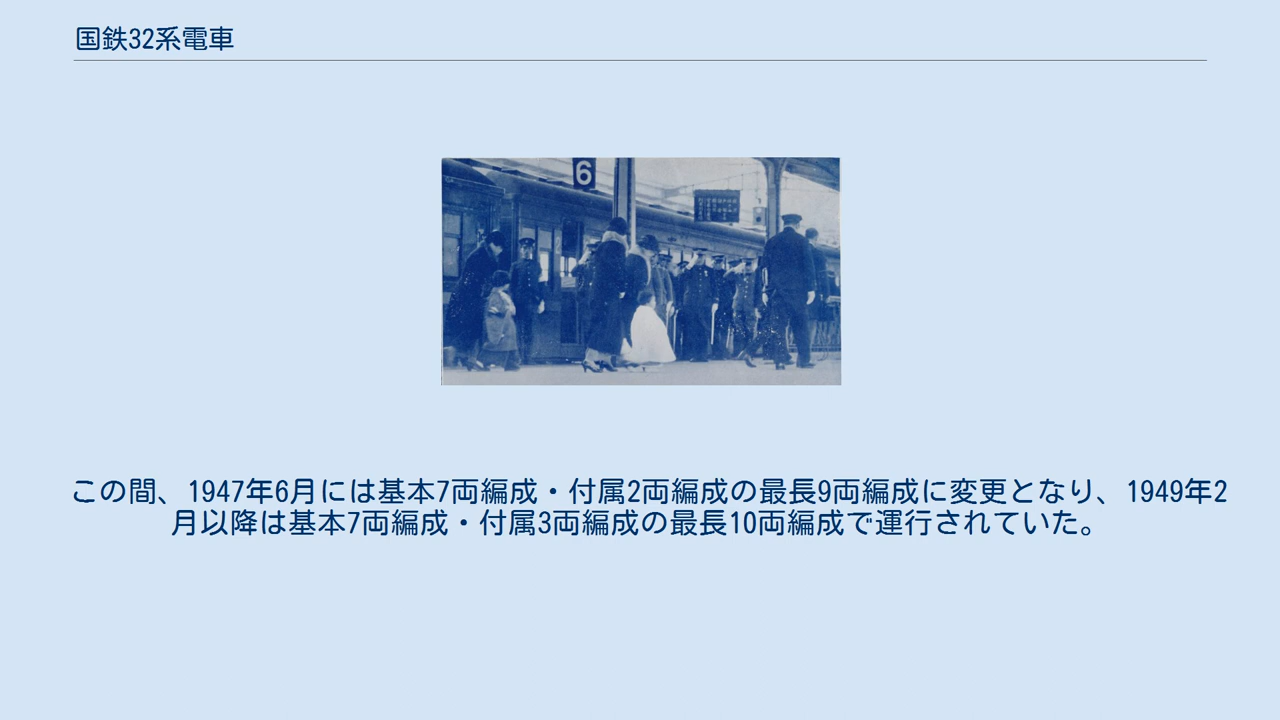 国鉄32系電車
6
この間、1947年6月には基本7両編成・付属2両編成の最長9両編成に変更となり、1949年2
月以降は基本7両編成・付属3両編成の最長10両編成で運行されていた。